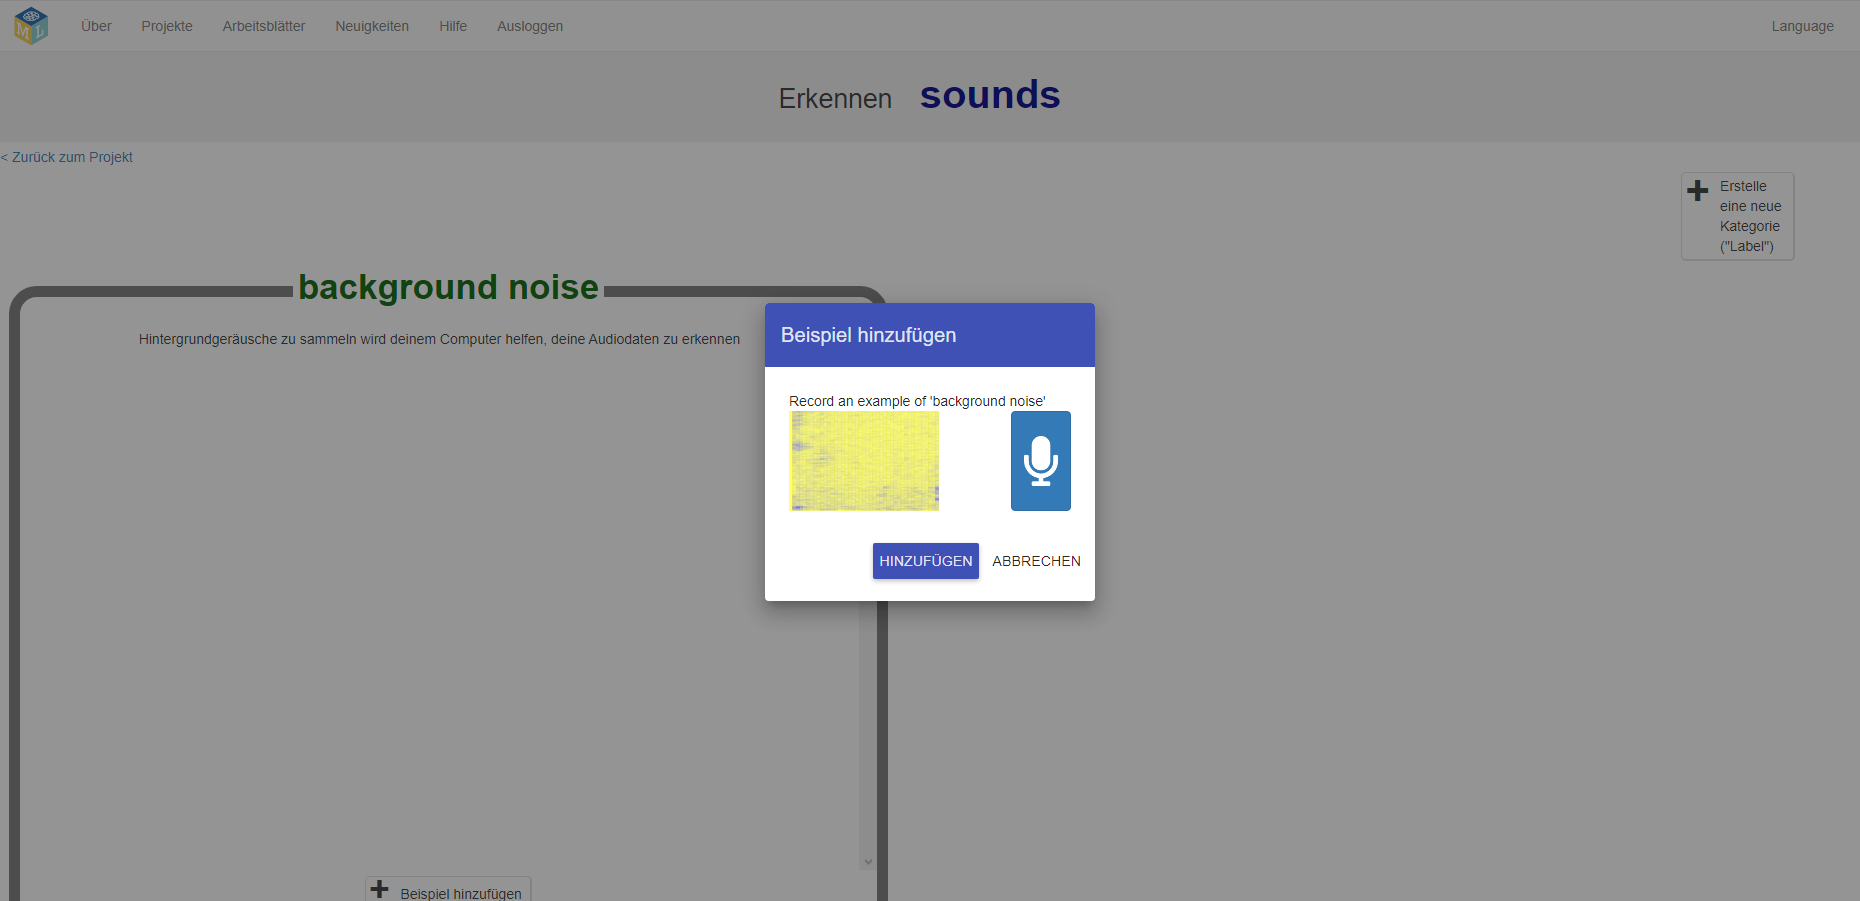 M L
Über Projekte Arbeitsblätter Neuigkeiten Hilfe Ausloggen Language
Erkennen sounds
< Zurück zum Projekt
Erstelle
eine neue
Kategorie
("Label")
background noise
Hintergrundgeräusche zu sammeln wird deinem Computer helfen, deine Audiodaten zu erkennen
Beispiel hinzufügen
Record an example of 'background noise'
HINZUFÜGEN ABBRECHEN
Beispiel hinzufügen